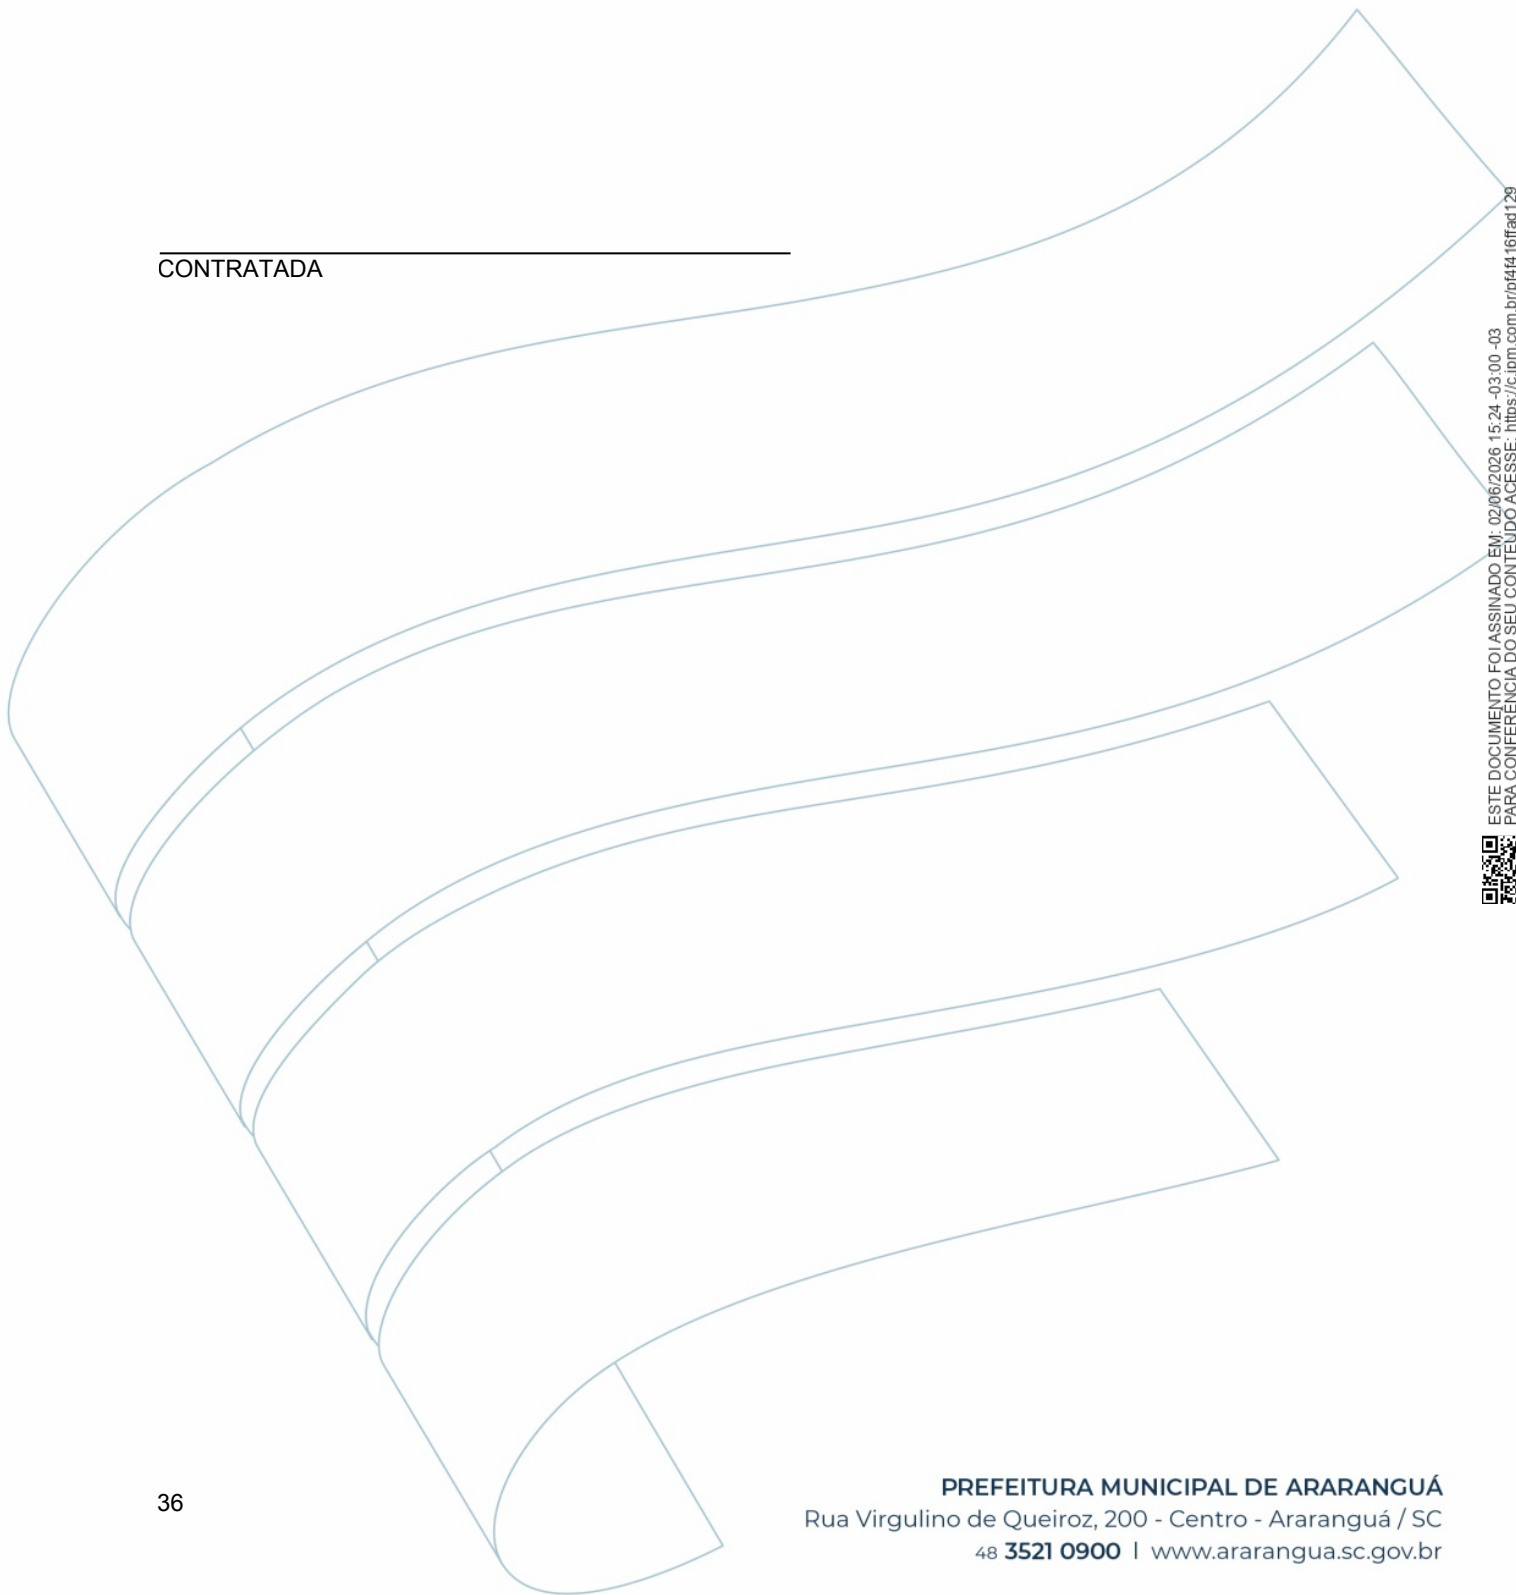 CONTRATADA
ESTE DOCUMENTO FOI ASSINADO EM: 02/06/2026 15:24 -03:00 -03
PARA CONFERÊNCIA DO SEU CONTEÚDO ACESSE: https://c.ipm.com.br/pf4f416ffad129
36
PREFEITURA MUNICIPAL DE ARARANGUÁ
Rua Virgulino de Queiroz, 200 - Centro - Araranguá / SC
48 3521 0900 | www.ararangua.sc.gov.br